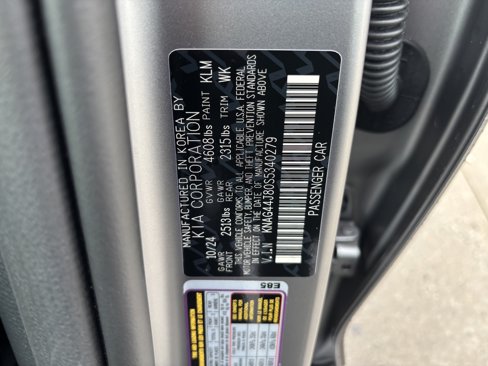 MANUFACTURED IN KOREA BY
KIA CORPORATION
10/24 GVWR 4608lbs PAINT KLM
GAWR FRONT 2513lbs GAWR REAR 2315lbs TRIM WK
THIS VEHICLE CONFORMS TO ALL APPLICABLE U.S.A. FEDERAL
MOTOR VEHICLE SAFETY, BUMPER, AND THEFT PREVENTION STANDARDS
IN EFFECT ON THE DATE OF MANUFACTURE SHOWN ABOVE
V.I.N KNAG44J80S5340279
PASSENGER CAR
E85